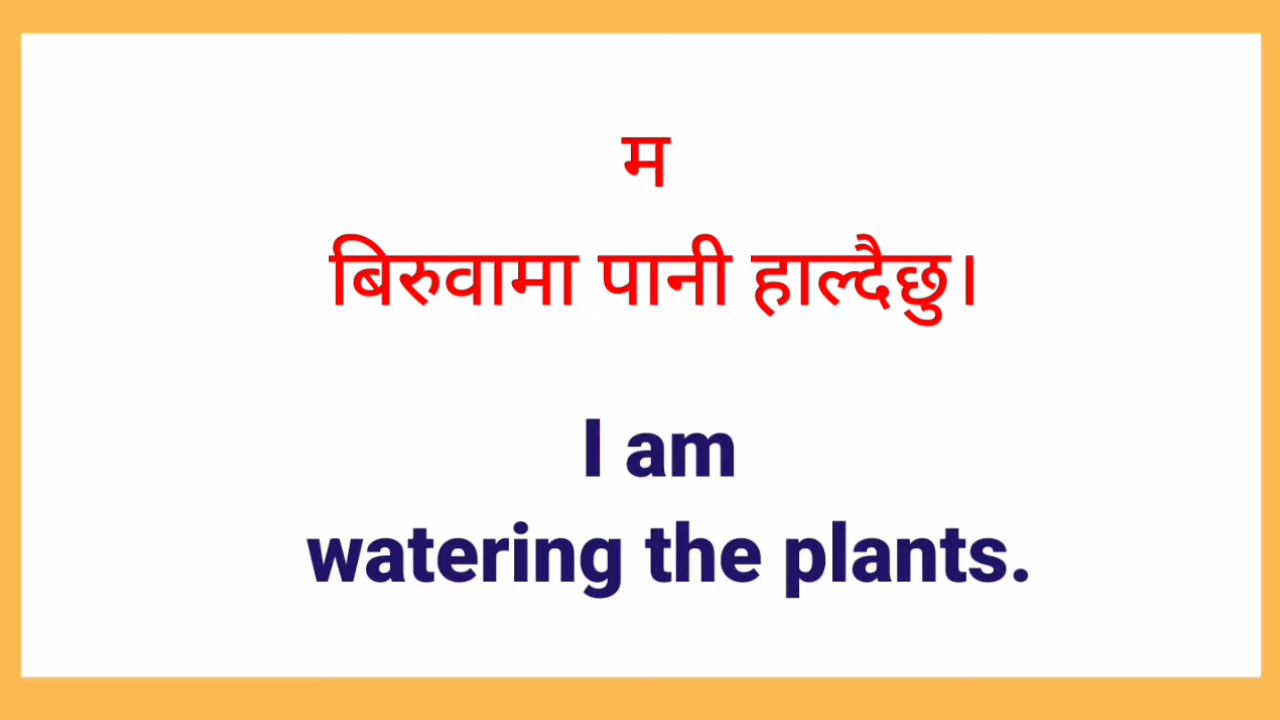 म
बिरुवामा पानी हाल्दैछु।
I am
watering the plants.